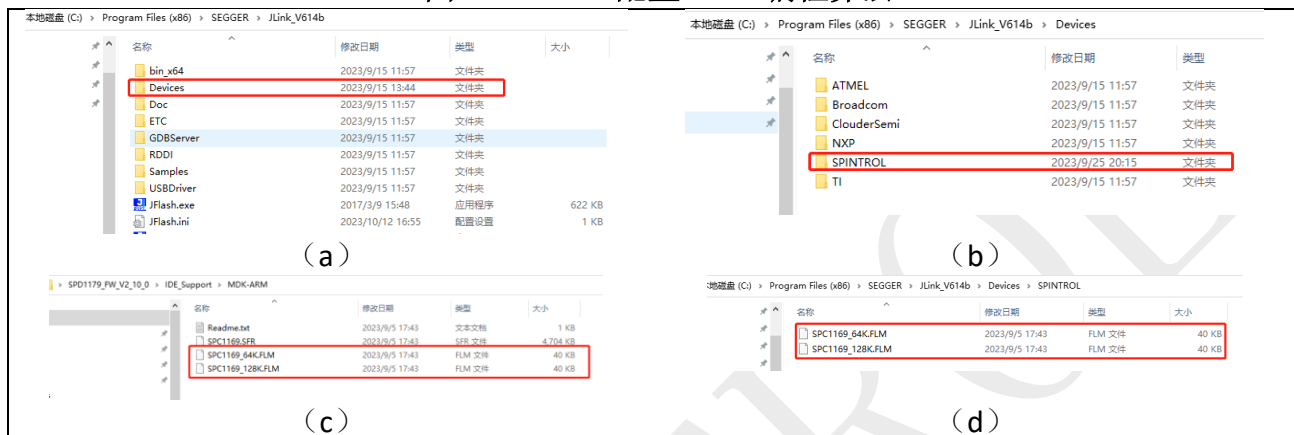 本地磁盘 (C:) › Program Files (x86) › SEGGER › JLink_V614b
名称 修改日期 类型 大小
bin_x64 2023/9/15 11:57 文件夹
Devices 2023/9/15 13:44 文件夹
Doc 2023/9/15 11:57 文件夹
ETC 2023/9/15 11:57 文件夹
GDBServer 2023/9/15 11:57 文件夹
RDDI 2023/9/15 11:57 文件夹
Samples 2023/9/15 11:57 文件夹
USBDriver 2023/9/15 11:57 文件夹
JFlash.exe 2017/3/9 15:48 应用程序 622 KB
JFlash.ini 2023/10/12 16:55 配置设置 1 KB
（a）
本地磁盘 (C:) › Program Files (x86) › SEGGER › JLink_V614b › Devices
名称 修改日期 类型
ATMEL 2023/9/15 11:57 文件夹
Broadcom 2023/9/15 11:57 文件夹
ClouderSemi 2023/9/15 11:57 文件夹
NXP 2023/9/15 11:57 文件夹
SPINTROL 2023/9/25 20:15 文件夹
TI 2023/9/15 11:57 文件夹
（b）
› SPD1179_FW_V2_10_0 › IDE_Support › MDK-ARM
名称 修改日期 类型 大小
Readme.txt 2023/9/5 17:43 文本文档 1 KB
SPC1169.SFR 2023/9/5 17:43 SFR 文件 4,704 KB
SPC1169_64K.FLM 2023/9/5 17:43 FLM 文件 40 KB
SPC1169_128K.FLM 2023/9/5 17:43 FLM 文件 40 KB
（c）
本地磁盘 (C:) › Program Files (x86) › SEGGER › JLink_V614b › Devices › SPINTROL
名称 修改日期 类型 大小
SPC1169_64K.FLM 2023/9/5 17:43 FLM 文件 40 KB
SPC1169_128K.FLM 2023/9/5 17:43 FLM 文件 40 KB
（d）